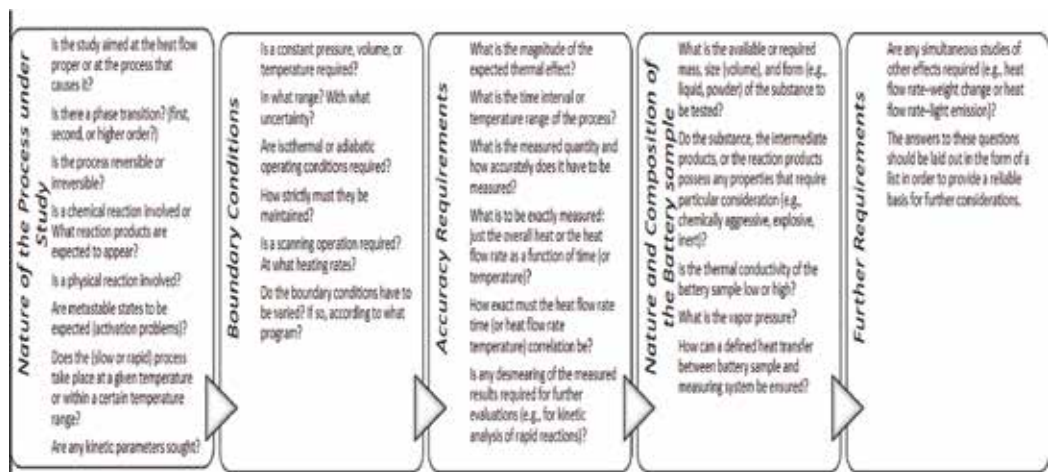 Nature of the Process under
Study
Is the study aimed at the heat flow
proper or at the process that
causes it?
Is there a phase transition? (first,
second, or higher order?)
Is the process reversible or
irreversible?
Is a chemical reaction involved or
What reaction products are
expected to appear?
Is a physical reaction involved?
Are metastable states to be
expected (activation problems)?
Does the (slow or rapid) process
take place at a given temperature
or within a certain temperature
range?
Are any kinetic parameters sought?
Boundary Conditions
Is a constant pressure, volume, or
temperature required?
In what range? With what
uncertainty?
Are isothermal or adiabatic
operating conditions required?
How strictly must they be
maintained?
Is a scanning operation required?
At what heating rates?
Do the boundary conditions have to
be varied? If so, according to what
program?
Accuracy Requirements
What is the magnitude of the
expected thermal effect?
What is the time interval or
temperature range of the process?
What is the measured quantity and
how accurately does it have to be
measured?
What is to be exactly measured:
just the overall heat or the heat
flow rate as a function of time (or
temperature)?
How exact must the heat flow rate
time (or heat flow rate
temperature) correlation be?
Is any desmearing of the measured
results required for further
evaluations (e.g., for kinetic
analysis of rapid reactions)?
Nature and Composition of
the Battery sample
What is the available or required
mass, size (volume), and form (e.g.,
liquid, powder) of the substance to
be tested?
Do the substance, the intermediate
products, or the reaction products
possess any properties that require
particular consideration (e.g.,
chemically aggressive, explosive,
inert)?
Is the thermal conductivity of the
battery sample low or high?
What is the vapor pressure?
How can a defined heat transfer
between battery sample and
measuring system be ensured?
Further Requirements
Are any simultaneous studies of
other effects required (e.g., heat
flow rate–weight change or heat
flow rate–light emission)?
The answers to these questions
should be laid out in the form of a
list in order to provide a reliable
basis for further considerations.